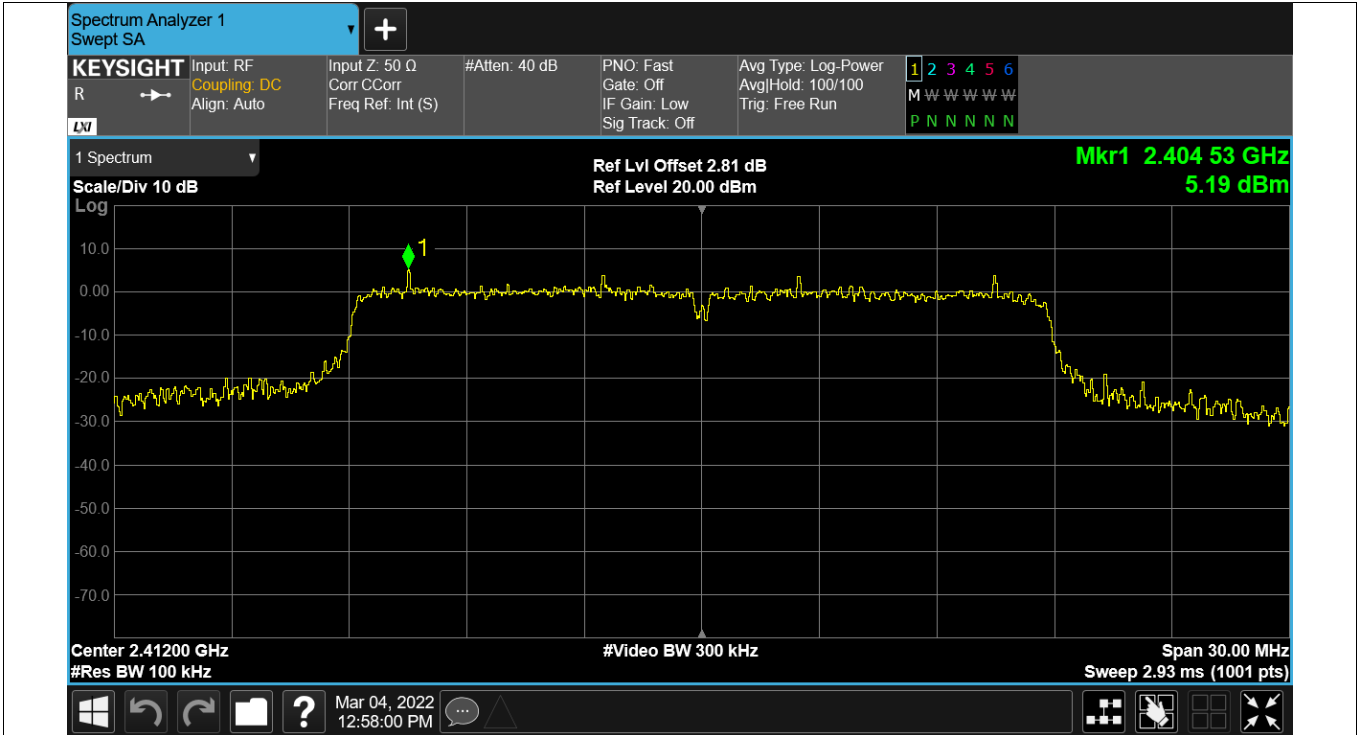 Spectrum Analyzer 1
Swept SA
KEYSIGHT
R
LXI
Input: RF
Coupling: DC
Align: Auto
Input Z: 50 Ω
Corr CCorr
Freq Ref: Int (S)
#Atten: 40 dB
PNO: Fast
Gate: Off
IF Gain: Low
Sig Track: Off
Avg Type: Log-Power
Avg|Hold: 100/100
Trig: Free Run
1 2 3 4 5 6
M W W W W W
P N N N N N
1 Spectrum
Scale/Div 10 dB
Log
Ref Lvl Offset 2.81 dB
Ref Level 20.00 dBm
Mkr1 2.404 53 GHz
5.19 dBm
1
10.0
0.00
-10.0
-20.0
-30.0
-40.0
-50.0
-60.0
-70.0
Center 2.41200 GHz
#Res BW 100 kHz
#Video BW 300 kHz
Span 30.00 MHz
Sweep 2.93 ms (1001 pts)
?
Mar 04, 2022
12:58:00 PM